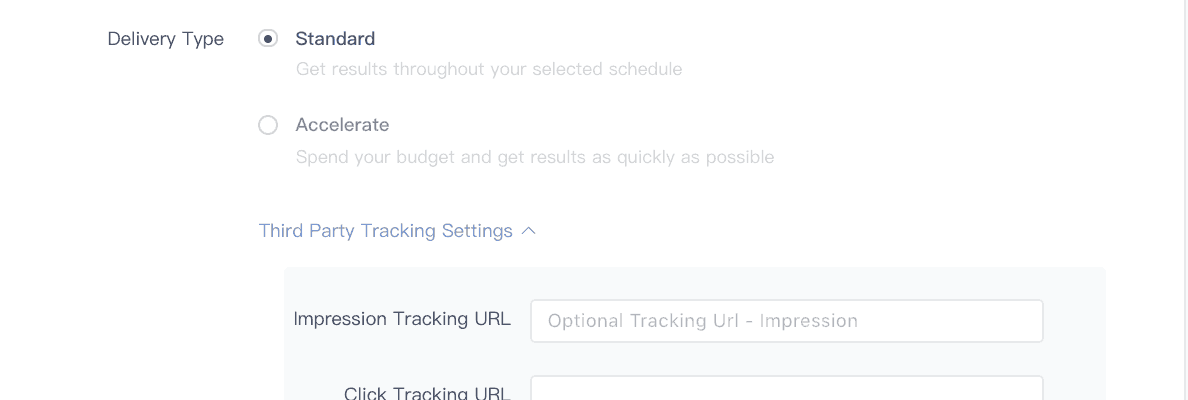 Delivery Type Standard
Get results throughout your selected schedule
Accelerate
Spend your budget and get results as quickly as possible
Third Party Tracking Settings
Impression Tracking URL Optional Tracking Url - Impression
Click Tracking URL